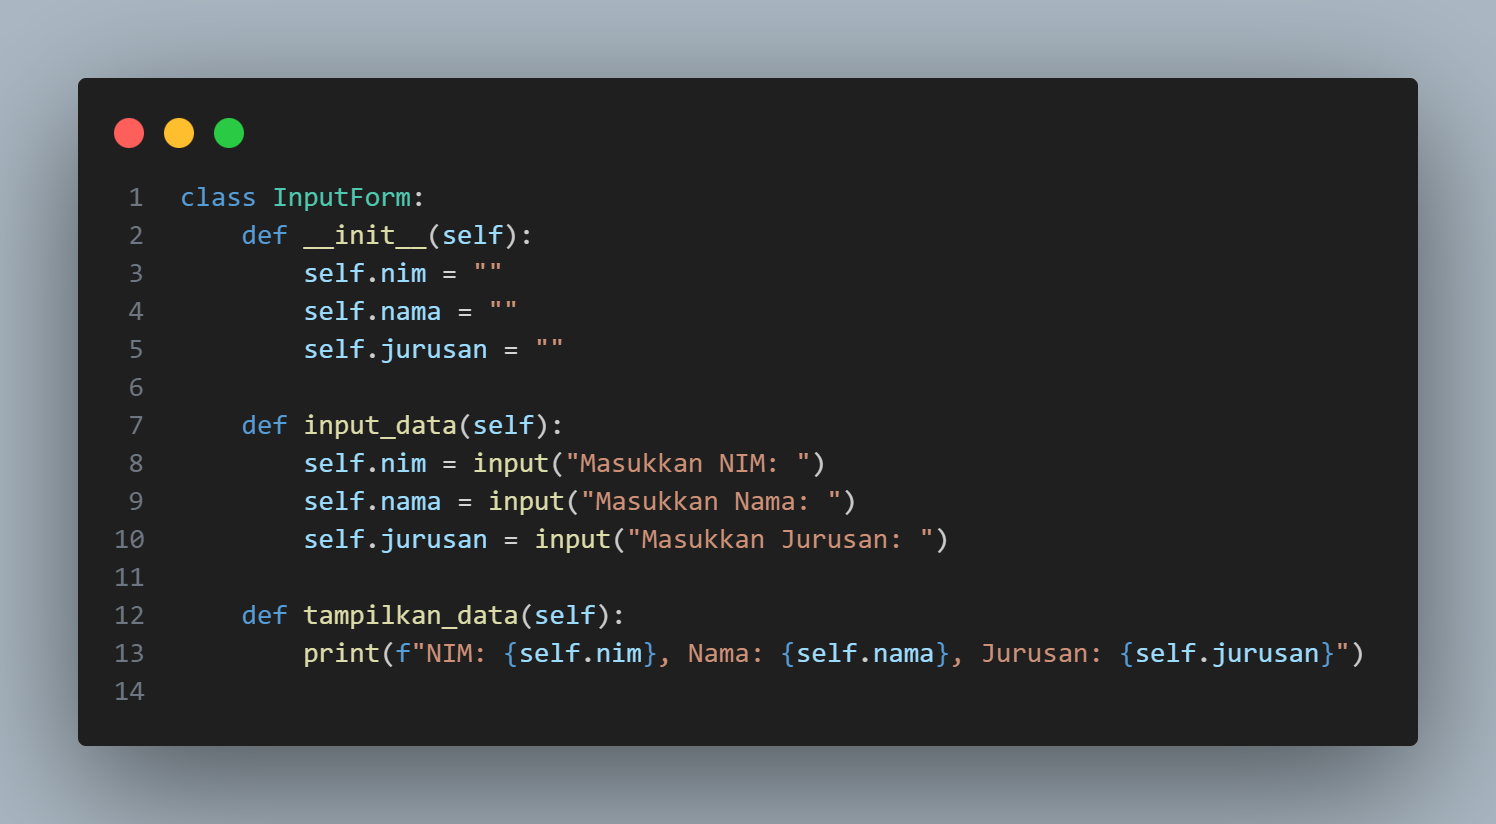 1 class InputForm:
2     def __init__(self):
3         self.nim = ""
4         self.nama = ""
5         self.jurusan = ""
6
7     def input_data(self):
8         self.nim = input("Masukkan NIM: ")
9         self.nama = input("Masukkan Nama: ")
10         self.jurusan = input("Masukkan Jurusan: ")
11
12     def tampilkan_data(self):
13         print(f"NIM: {self.nim}, Nama: {self.nama}, Jurusan: {self.jurusan}")
14